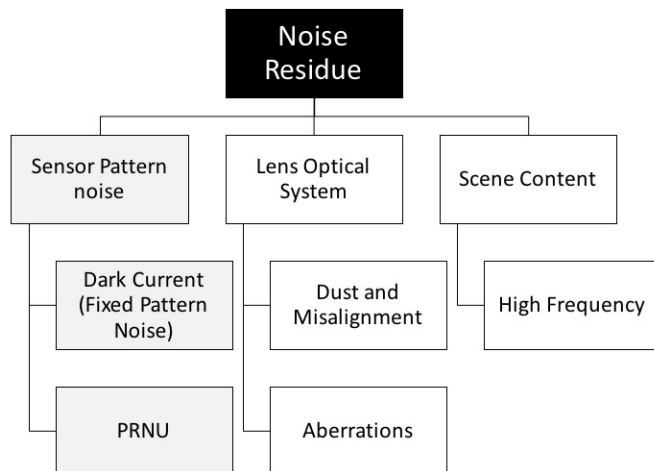 Noise
Residue
Sensor Pattern
noise
Lens Optical
System
Scene Content
Dark Current
(Fixed Pattern
Noise)
Dust and
Misalignment
High Frequency
PRNU
Aberrations